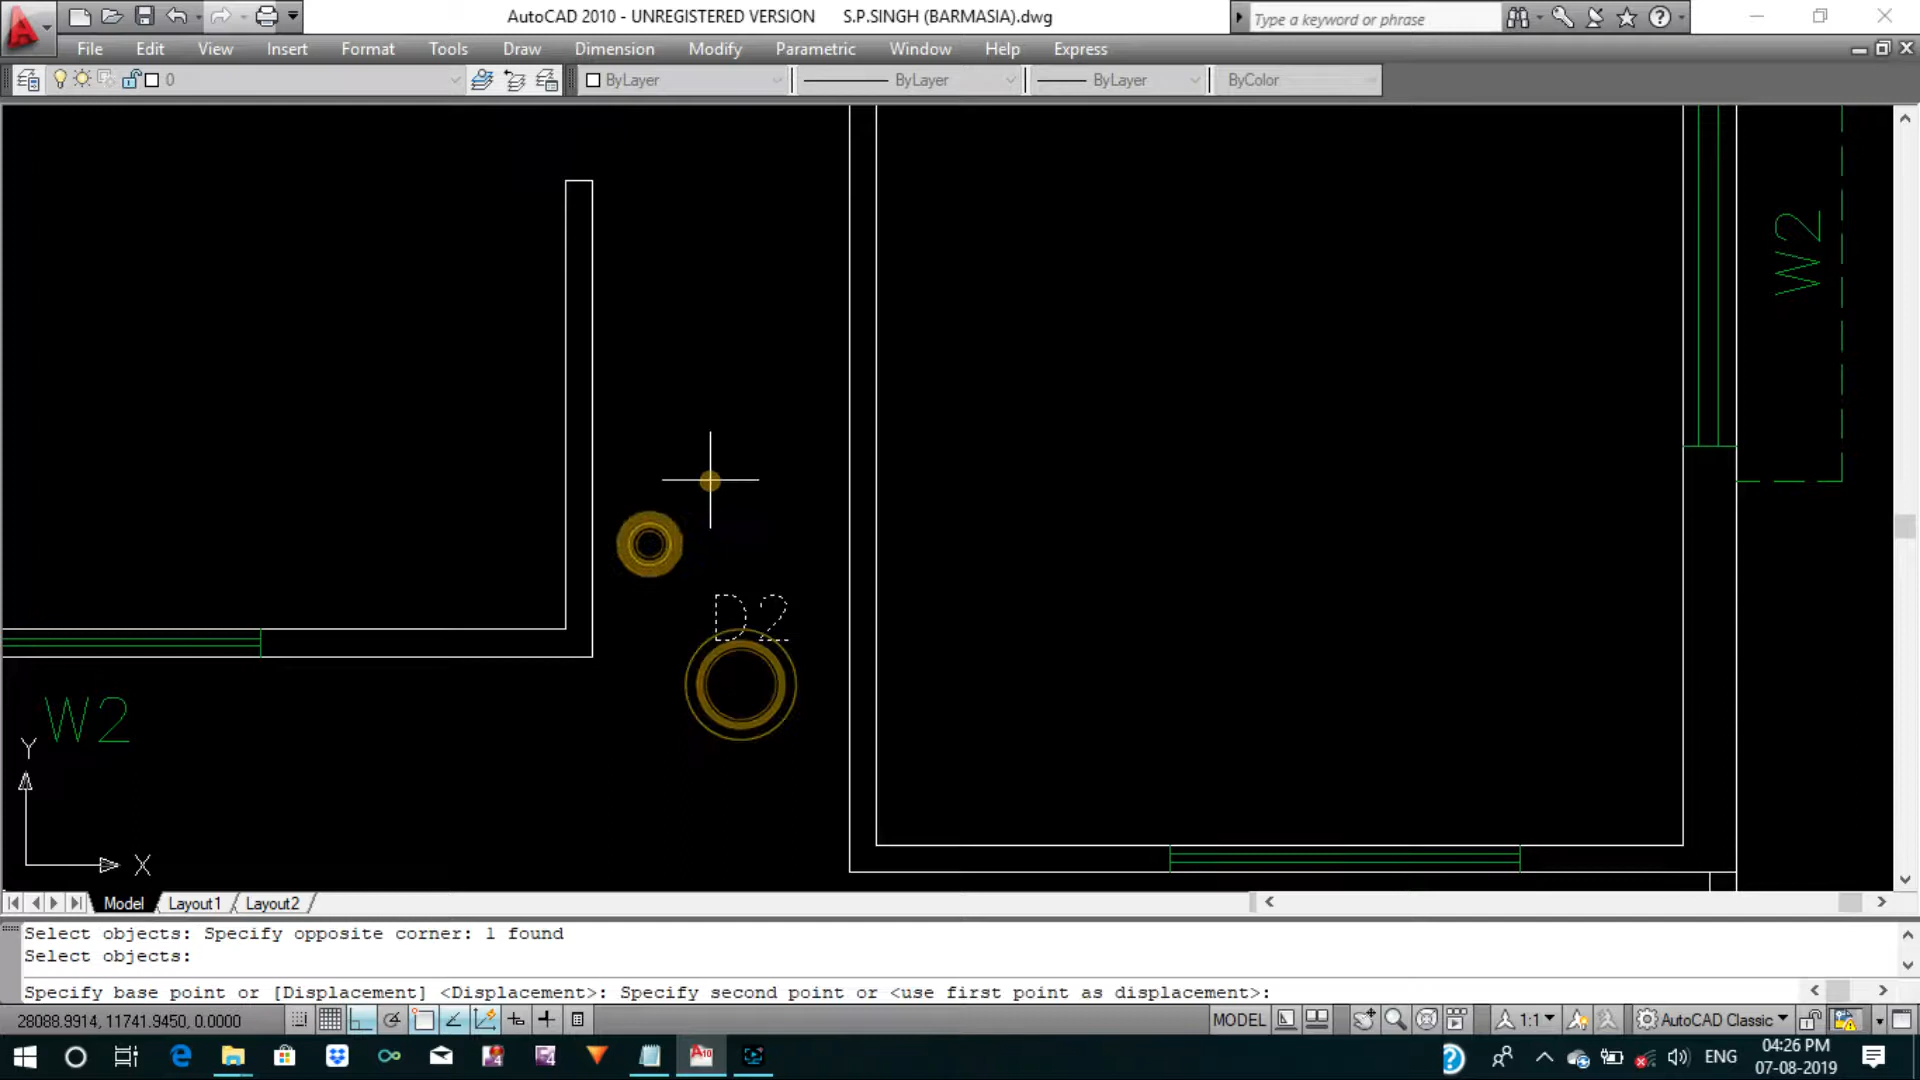 AutoCAD 2010 - UNREGISTERED VERSION S.P.SINGH (BARMASIA).dwg
Type a keyword or phrase
File Edit View Insert Format Tools Draw Dimension Modify Parametric Window Help Express
0 ByLayer ByLayer ByLayer ByColor
W2
D2
W2
Y
X
Model Layout1 Layout2
Select objects: Specify opposite corner: 1 found
Select objects:
Specify base point or [Displacement] <Displacement>: Specify second point or <use first point as displacement>:
28088.9914, 11741.9450, 0.0000 MODEL 1:1 AutoCAD Classic
ENG 04:26 PM
07-08-2019